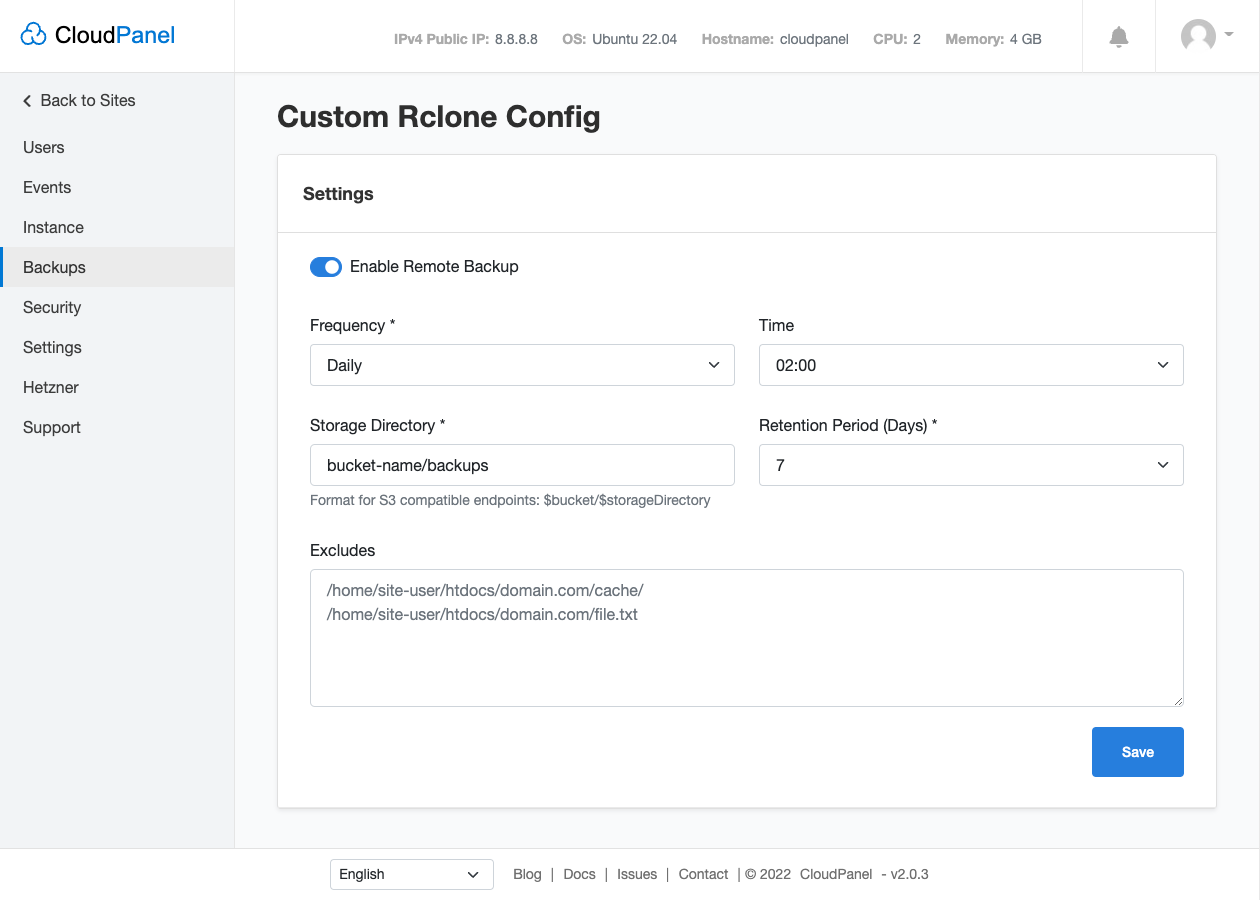 CloudPanel
IPv4 Public IP: 8.8.8.8 OS: Ubuntu 22.04 Hostname: cloudpanel CPU: 2 Memory: 4 GB
Back to Sites
Users
Events
Instance
Backups
Security
Settings
Hetzner
Support
Custom Rclone Config
Settings
Enable Remote Backup
Frequency *
Daily
Time
02:00
Storage Directory *
bucket-name/backups
Format for S3 compatible endpoints: $bucket/$storageDirectory
Retention Period (Days) *
7
Excludes
/home/site-user/htdocs/domain.com/cache/
/home/site-user/htdocs/domain.com/file.txt
Save
English
Blog | Docs | Issues | Contact | © 2022 CloudPanel - v2.0.3